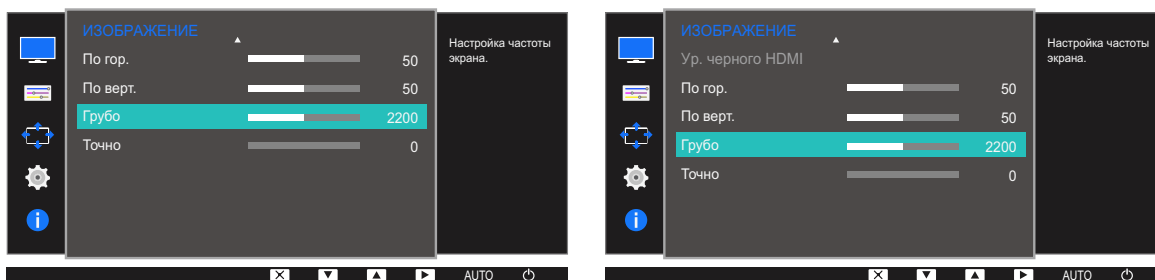 ИЗОБРАЖЕНИЕ
По гор. 50
По верт. 50
Грубо 2200
Точно 0
Настройка частоты
экрана.
AUTO
ИЗОБРАЖЕНИЕ
Ур. черного HDMI
По гор. 50
По верт. 50
Грубо 2200
Точно 0
Настройка частоты
экрана.
AUTO